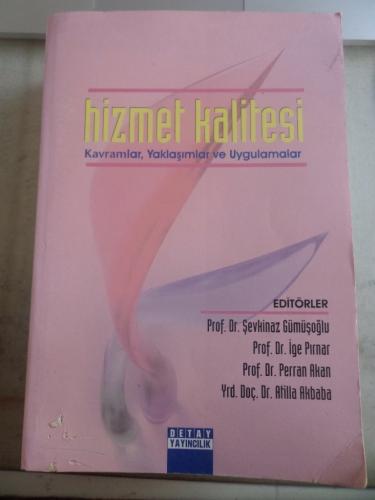 hizmet kalitesi
Kavramlar, Yaklaşımlar ve Uygulamalar
EDİTÖRLER
Prof. Dr. Şevkinaz Gümüşoğlu
Prof. Dr. İge Pırnar
Prof. Dr. Perran Akan
Yrd. Doç. Dr. Atilla Akbaba
DETAY
YAYINCILIK